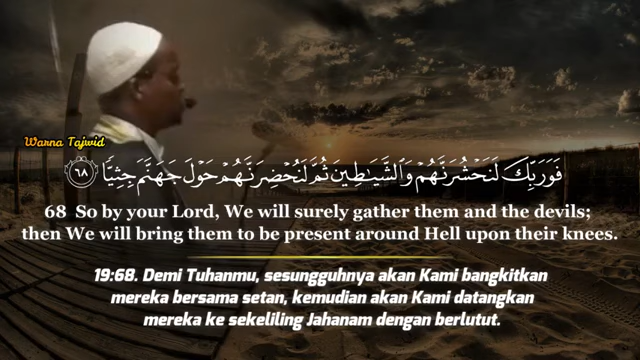 Warna Tajwid
فَوَرَبِّكَ لَنَحْشُرَنَّهُمْ وَٱلشَّيَـٰطِينَ ثُمَّ لَنُحْضِرَنَّهُمْ حَوْلَ جَهَنَّمَ جِثِيًّا ٦٨
68 So by your Lord, We will surely gather them and the devils;
then We will bring them to be present around Hell upon their knees.
19:68. Demi Tuhanmu, sesungguhnya akan Kami bangkitkan
mereka bersama setan, kemudian akan Kami datangkan
mereka ke sekeliling Jahanam dengan berlutut.